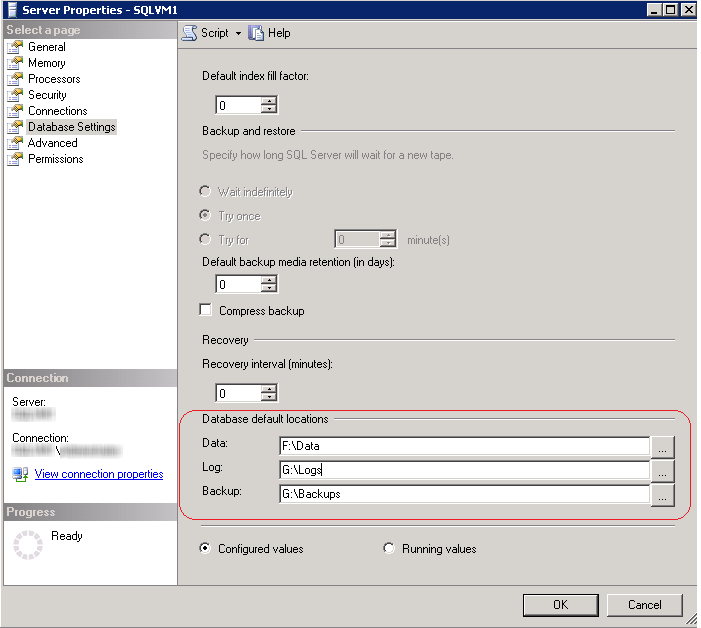 Server Properties - SQLVM1
Select a page
General
Memory
Processors
Security
Connections
Database Settings
Advanced
Permissions
Connection
Server:
Connection:
\
View connection properties
Progress
Ready
Script Help
Default index fill factor:
0
Backup and restore
Specify how long SQL Server will wait for a new tape.
Wait indefinitely
Try once
Try for 0 minute(s)
Default backup media retention (in days):
0
Compress backup
Recovery
Recovery interval (minutes):
0
Database default locations
Data: F:\Data ...
Log: G:\Logs ...
Backup: G:\Backups ...
Configured values Running values
OK Cancel